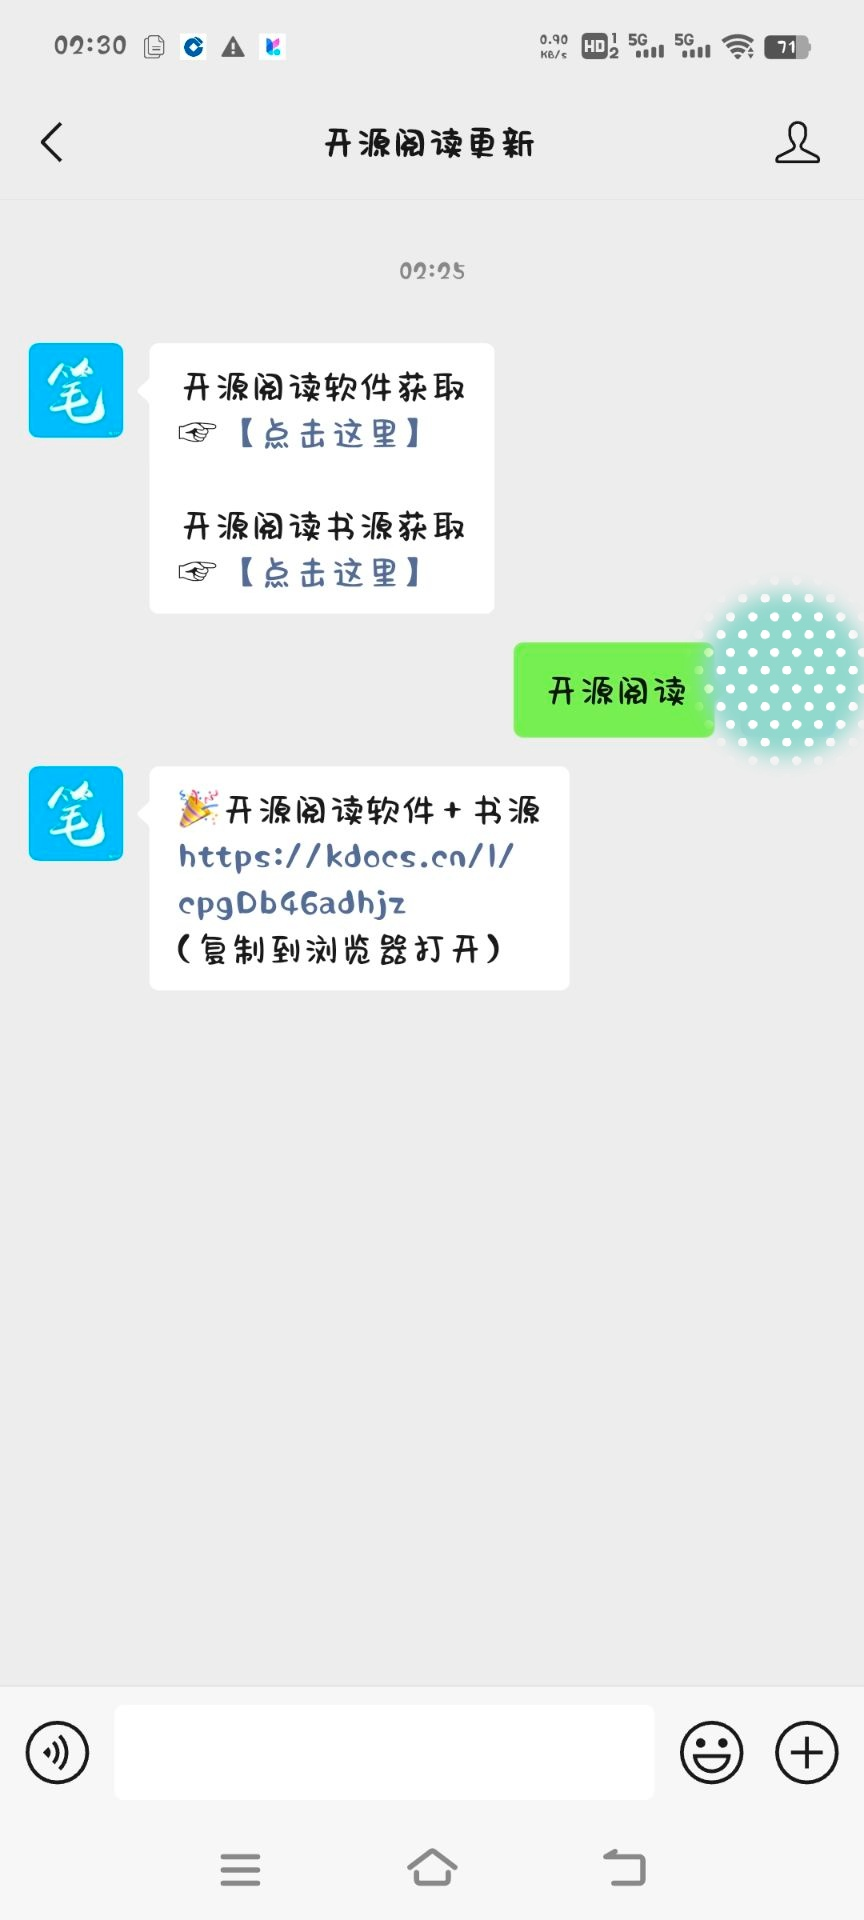 02:30
0.90
KB/s
HD 1 2
5G
5G
71
开源阅读更新
02:25
笔
开源阅读软件获取
☞【点击这里】
开源阅读书源获取
☞【点击这里】
开源阅读
笔
🎉开源阅读软件+书源
https://kdocs.cn/l/
cpgDb46adhjz
(复制到浏览器打开)